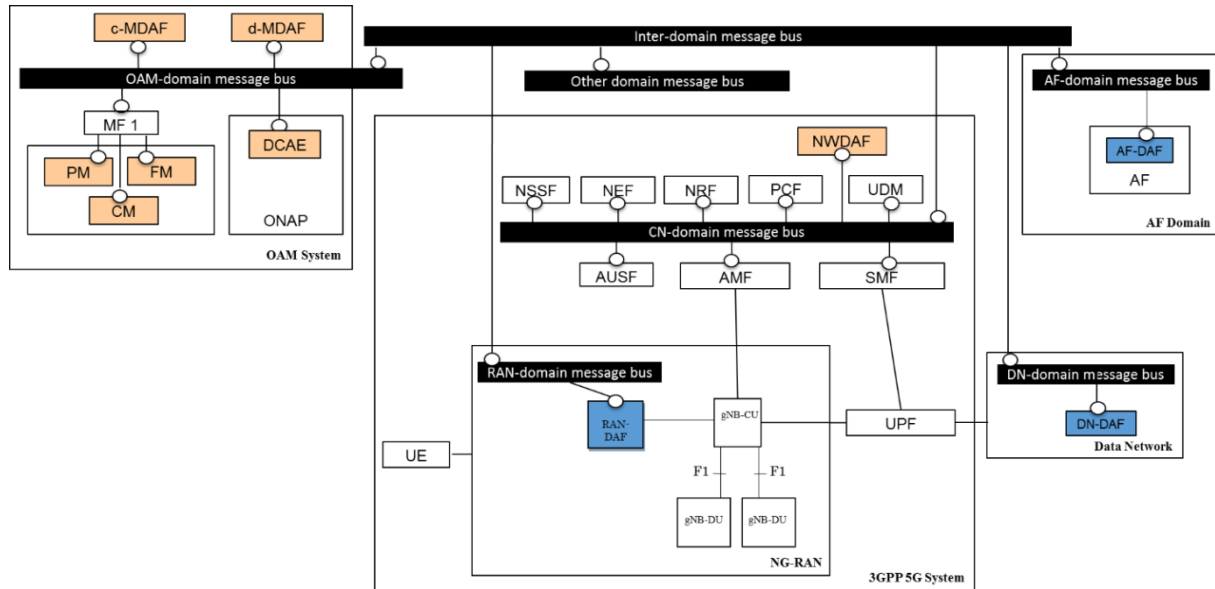 c-MDAF
d-MDAF
Inter-domain message bus
OAM-domain message bus
Other domain message bus
AF-domain message bus
MF 1
DCAE
PM
FM
CM
ONAP
OAM System
NWDAF
NSSF
NEF
NRF
PCF
UDM
CN-domain message bus
AUSF
AMF
SMF
AF-DAF
AF
AF Domain
RAN-domain message bus
RAN-
DAF
gNB-CU
UPF
UE
F1
F1
gNB-DU
gNB-DU
NG-RAN
3GPP 5G System
DN-domain message bus
DN-DAF
Data Network